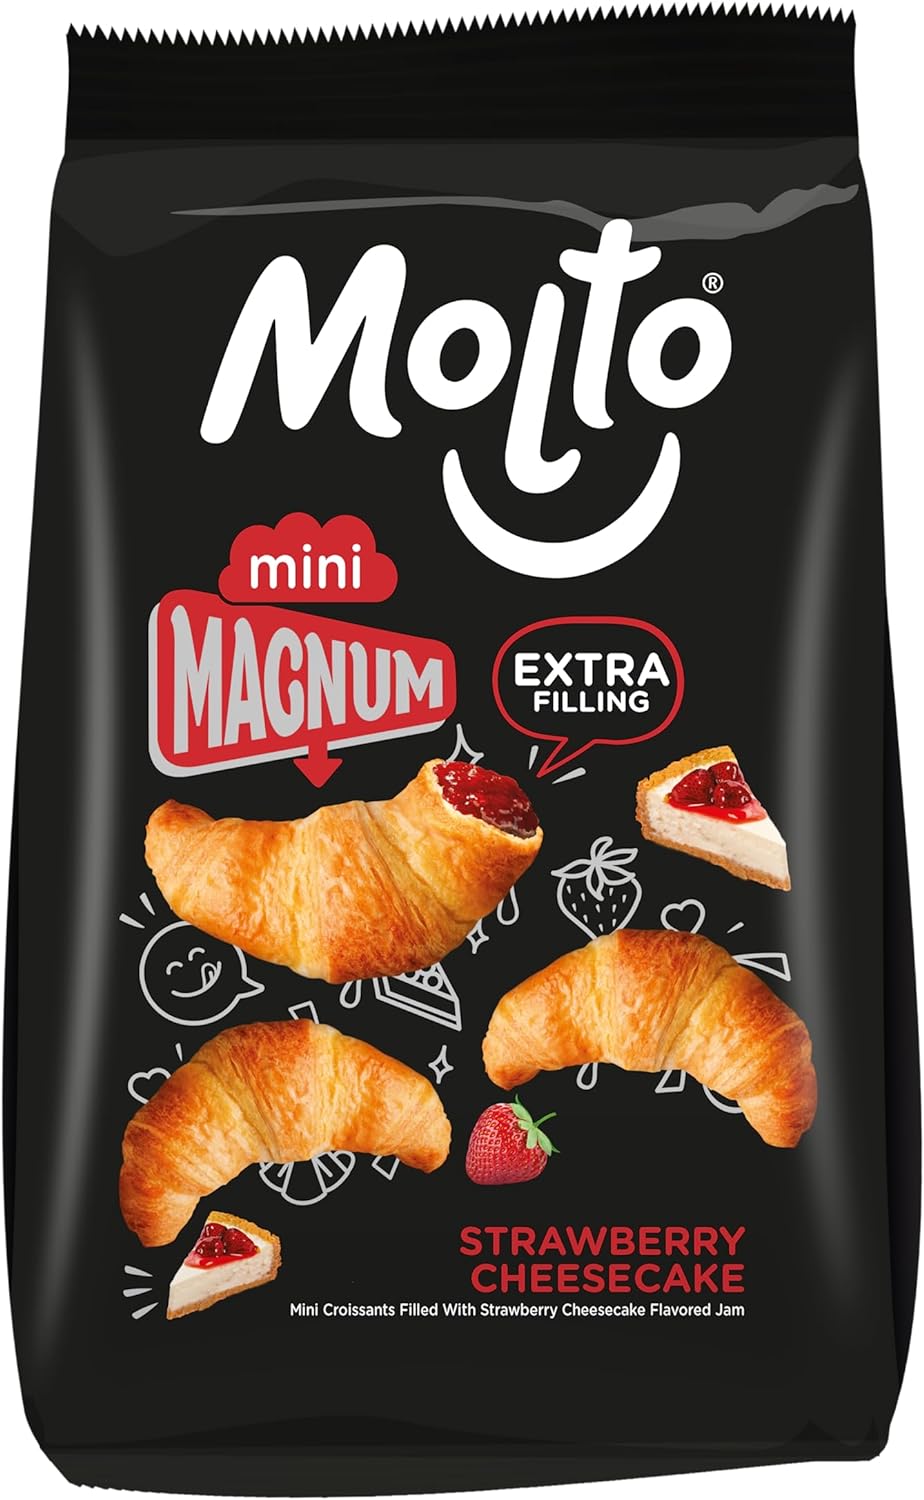 Molto®
mini
MAGNUM
EXTRA
FILLING
STRAWBERRY
CHEESECAKE
Mini Croissants Filled With Strawberry Cheesecake Flavored Jam